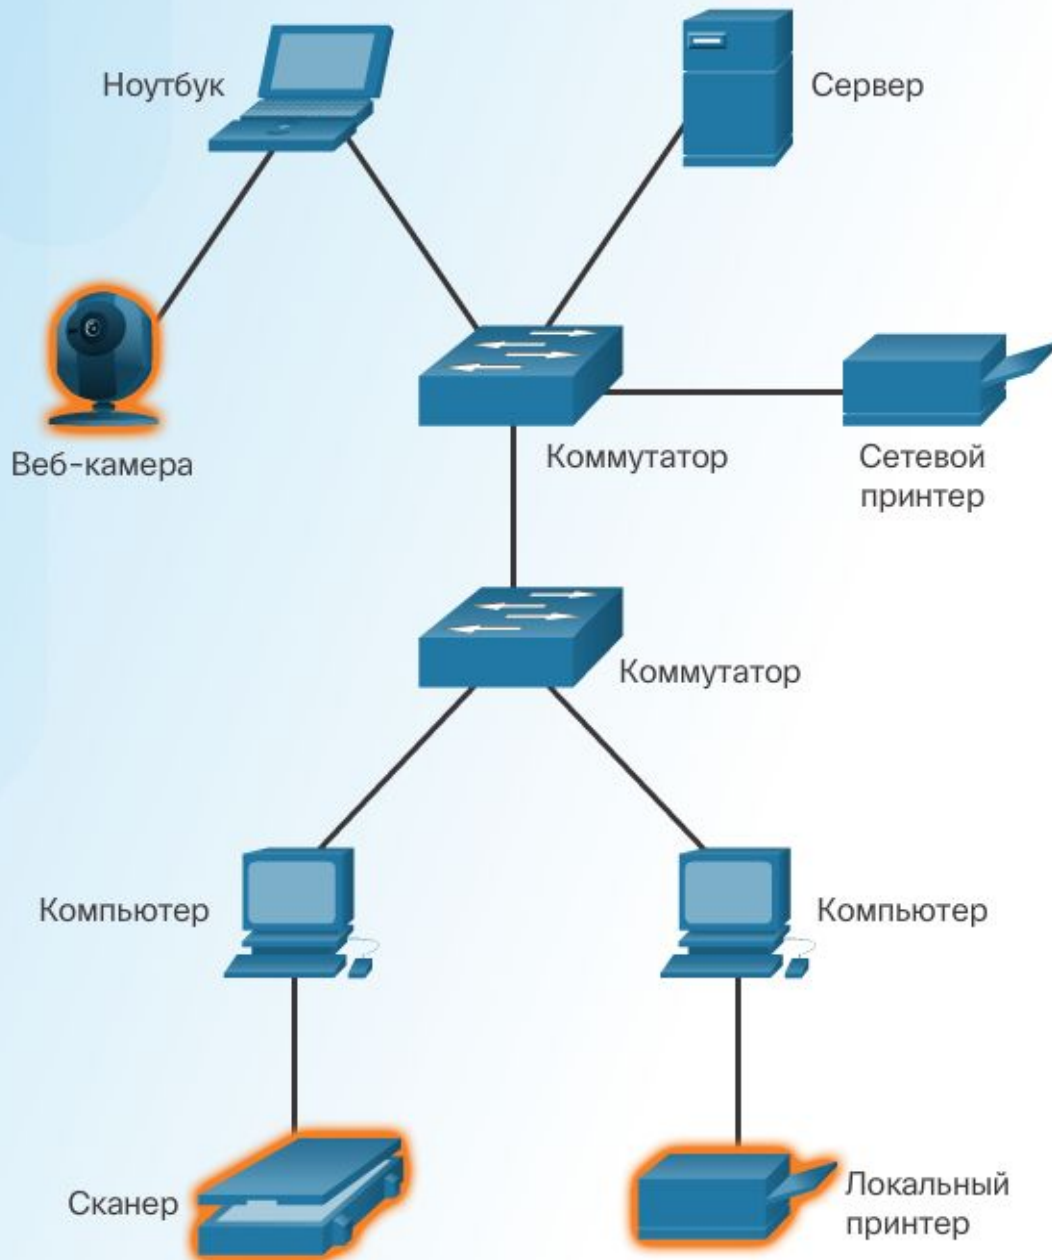 Ноутбук
Сервер
Веб-камера
Коммутатор
Сетевой
принтер
Коммутатор
Компьютер
Компьютер
Сканер
Локальный
принтер